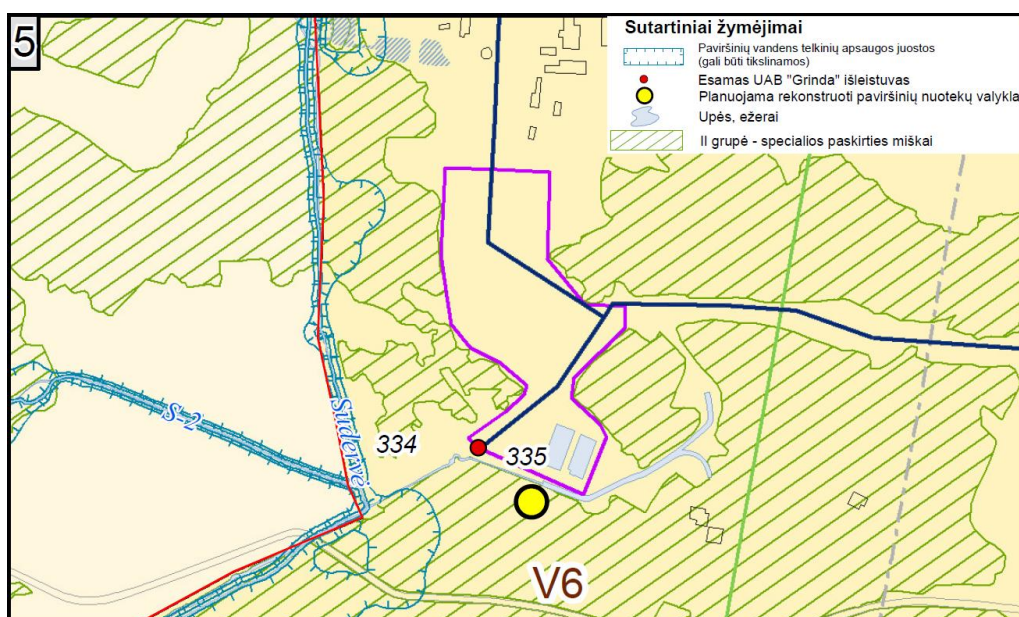 5
Sutartiniai žymėjimai
Paviršinių vandens telkinių apsaugos juostos
(gali būti tikslinamos)
Esamas UAB "Grinda" išleistuvas
Planuojama rekonstruoti paviršinių nuotekų valykla
Upės, ežerai
II grupė - specialios paskirties miškai
S-2
Sudervė
334
335
V6